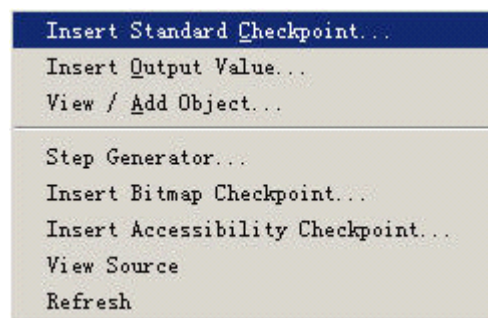 Insert Standard Checkpoint...
Insert Output Value...
View / Add Object...
Step Generator...
Insert Bitmap Checkpoint...
Insert Accessibility Checkpoint...
View Source
Refresh